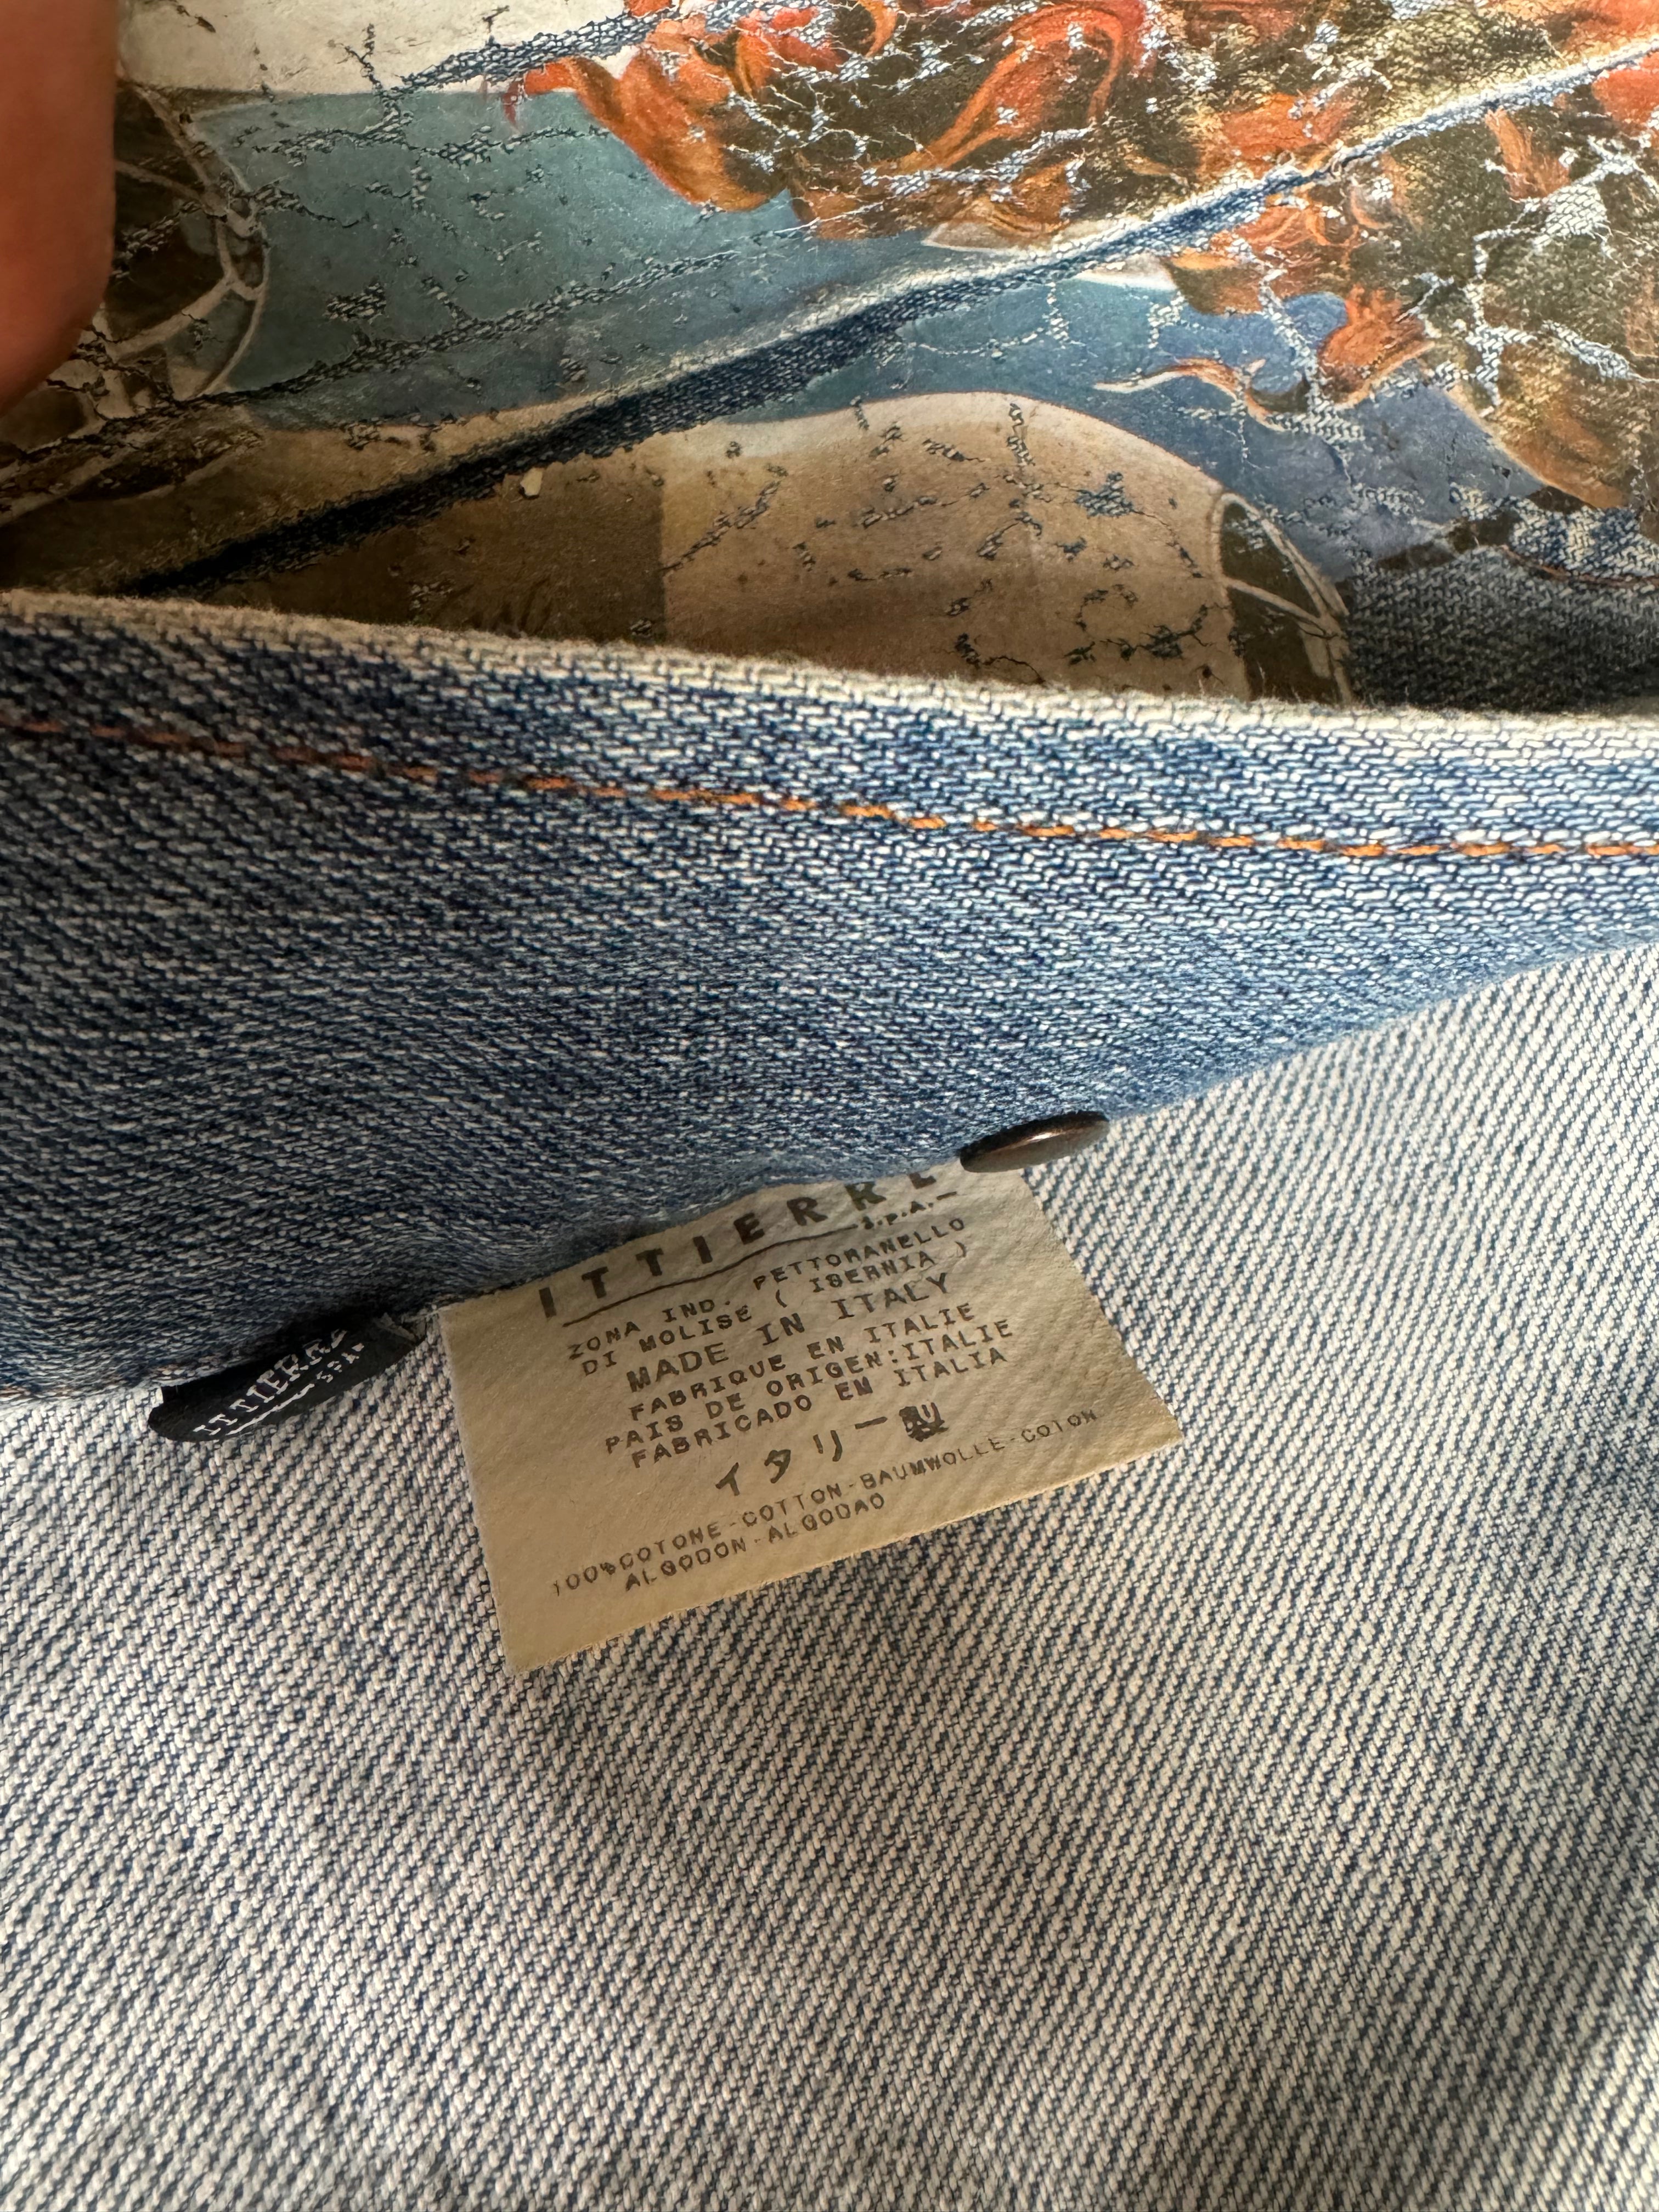 ITTIERRE
S.P.A.
ZONA IND. PETTORANELLO
DI MOLISE ( ISERNIA )
MADE IN ITALY
FABRIQUE EN ITALIE
PAIS DE ORIGEN:ITALIE
FABRICADO EM ITALIA
イタリー製
100%COTONE-COTTON-BAUMWOLLE-COTON
ALGODON-ALGODAO
ITTIERRE
S.P.A.